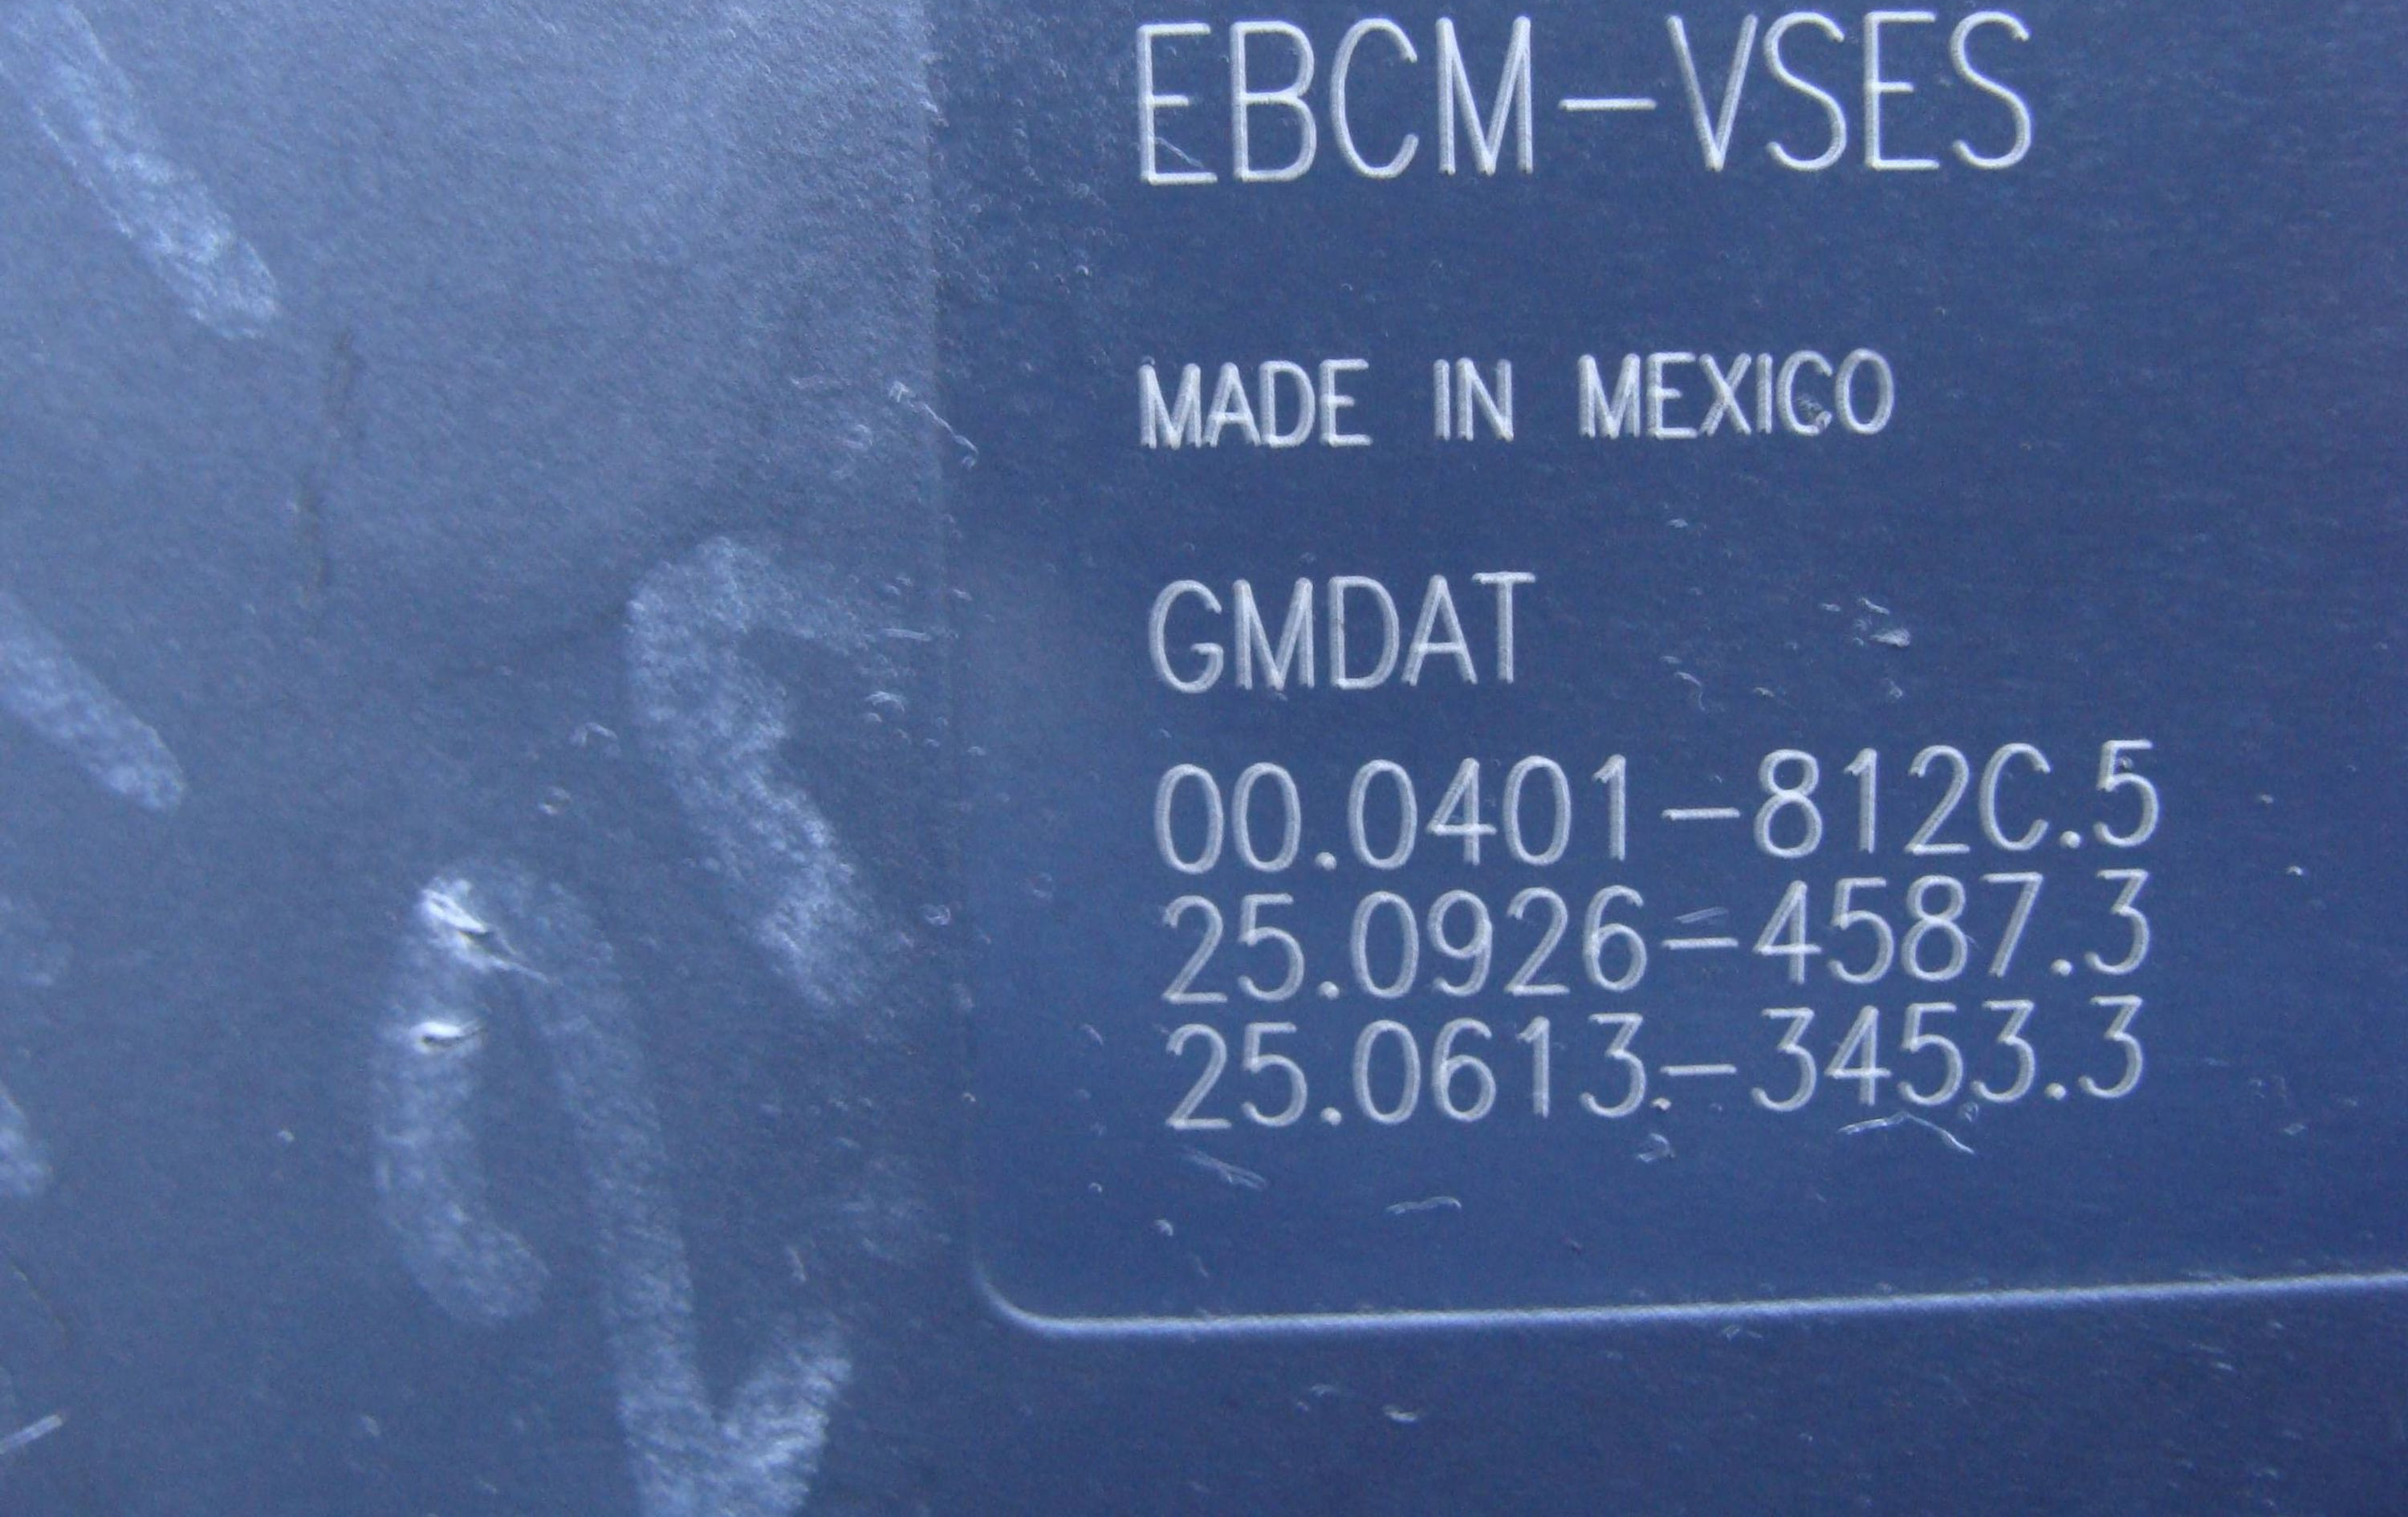 EBCM-VSES
MADE IN MEXICO
GMDAT
00.0401-812C.5
25.0926-4587.3
25.0613-3453.3